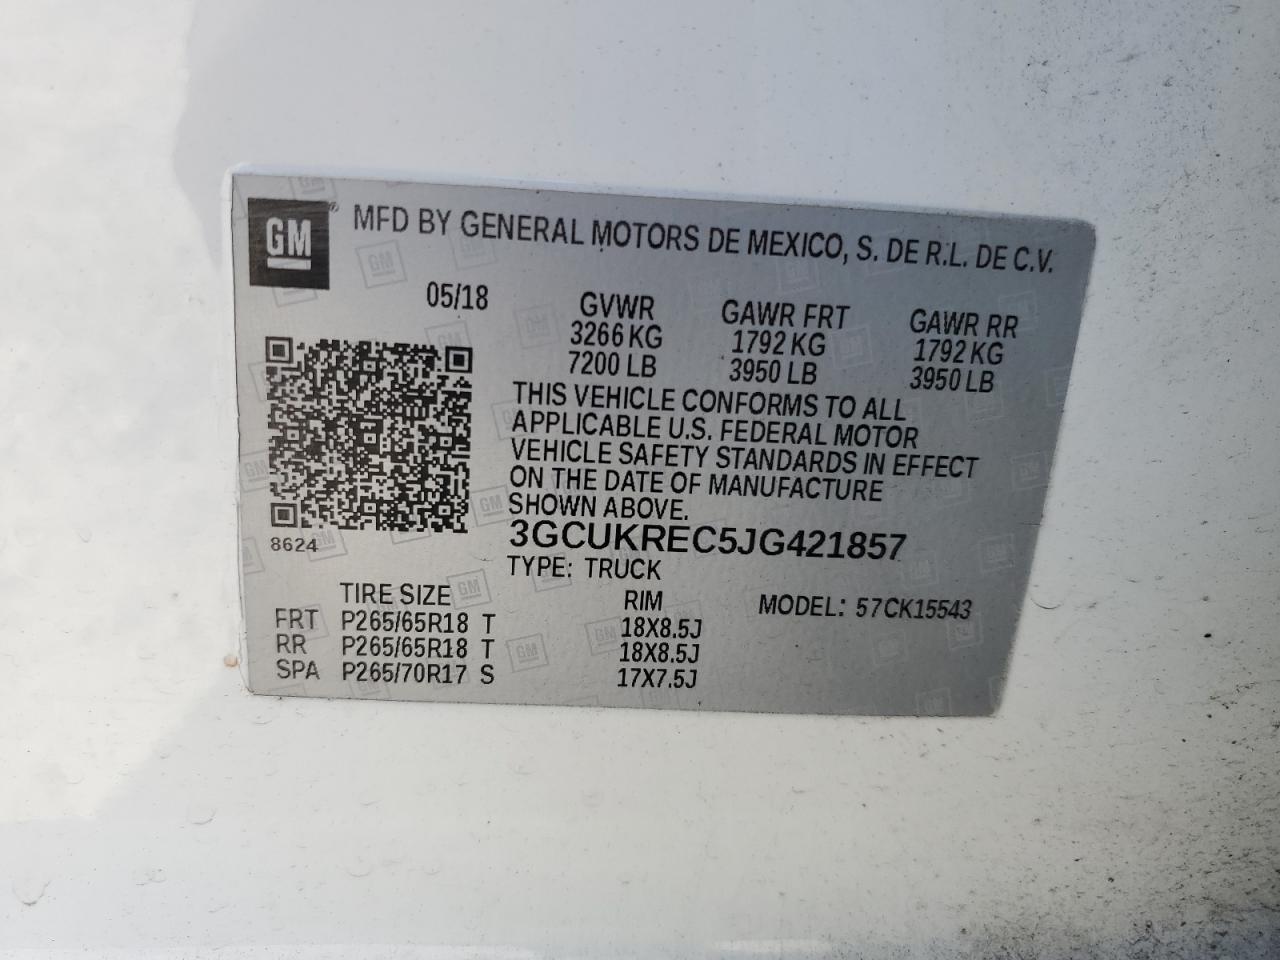 GM® MFD BY GENERAL MOTORS DE MEXICO, S. DE R.L. DE C.V.
05/18 GVWR GAWR FRT GAWR RR
3266 KG 1792 KG 1792 KG
7200 LB 3950 LB 3950 LB
THIS VEHICLE CONFORMS TO ALL
APPLICABLE U.S. FEDERAL MOTOR
VEHICLE SAFETY STANDARDS IN EFFECT
ON THE DATE OF MANUFACTURE
SHOWN ABOVE.
8624 3GCUKREC5JG421857
TYPE: TRUCK
TIRE SIZE RIM MODEL: 57CK15543
FRT P265/65R18 T 18X8.5J
RR P265/65R18 T 18X8.5J
SPA P265/70R17 S 17X7.5J